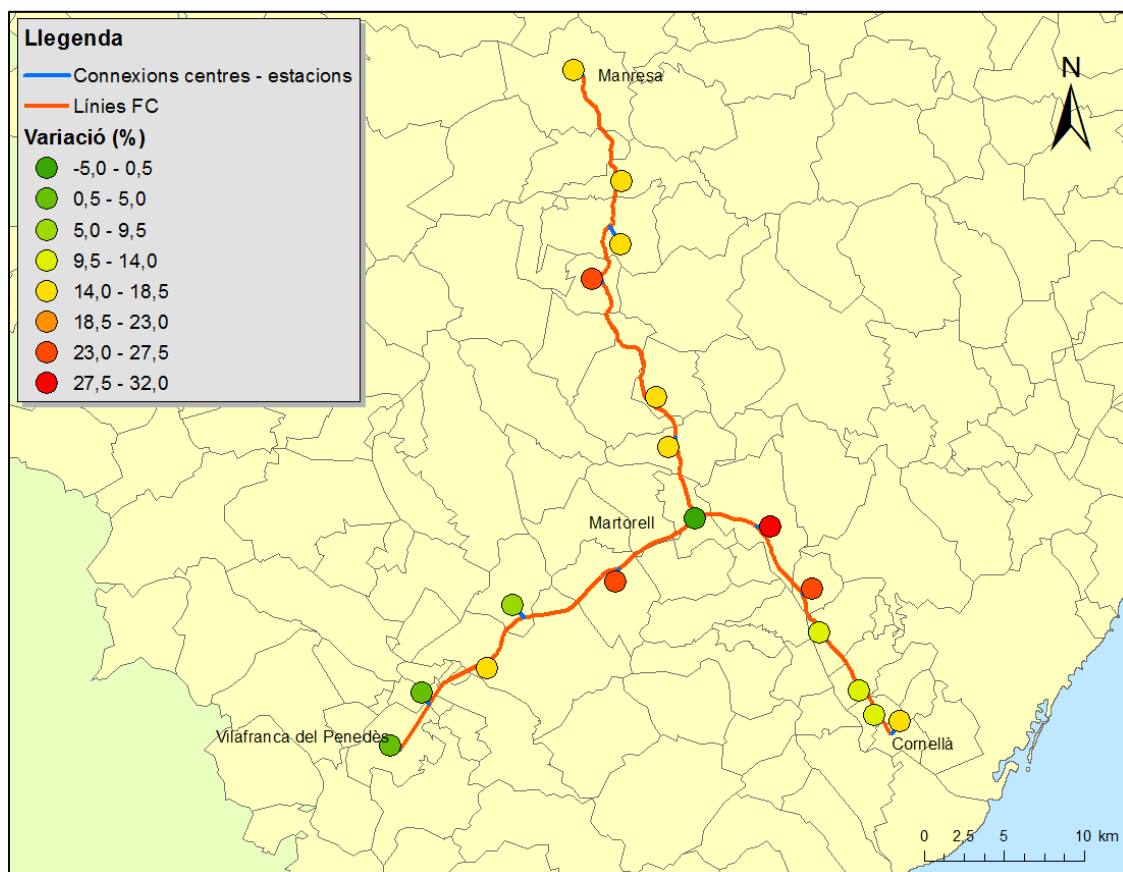 Llegenda
Connexions centres - estacions
Línies FC
Variació (%)
-5,0 - 0,5
0,5 - 5,0
5,0 - 9,5
9,5 - 14,0
14,0 - 18,5
18,5 - 23,0
23,0 - 27,5
27,5 - 32,0
Manresa
N
Martorell
Vilafranca del Penedès
Cornellà
0 2,5 5 10 km